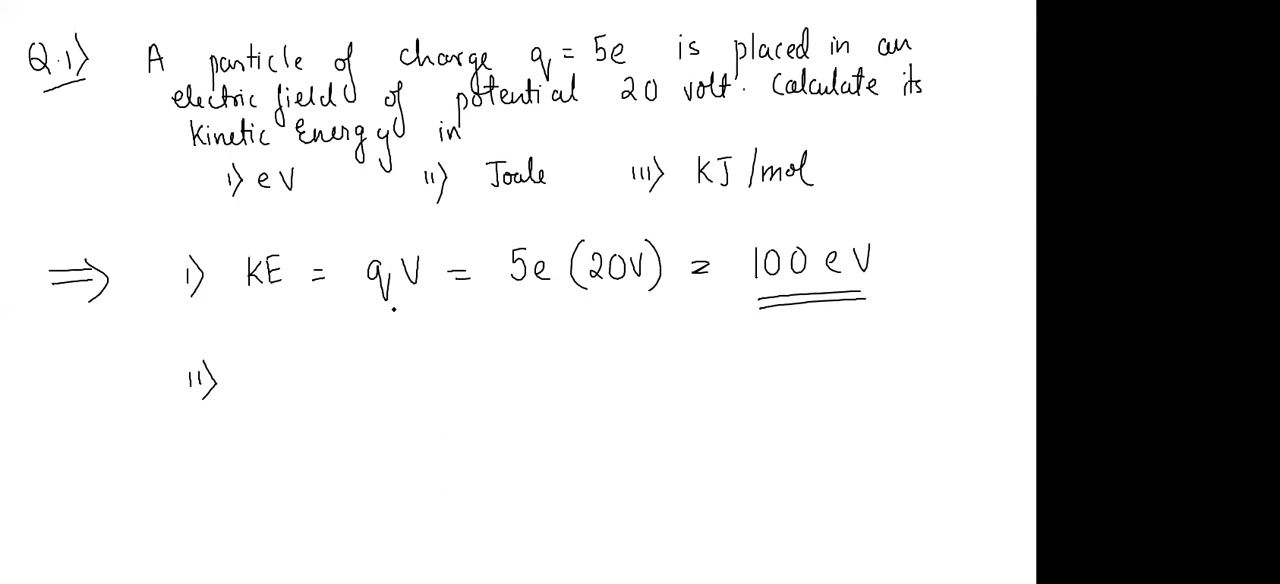 Q.1) A particle of charge q = 5e is placed in an
electric field of potential 20 volt. Calculate its
Kinetic Energy in
i) eV ii) Joule iii) KJ/mol
⇒ i) KE = qV = 5e (20V) = 100 eV
ii)